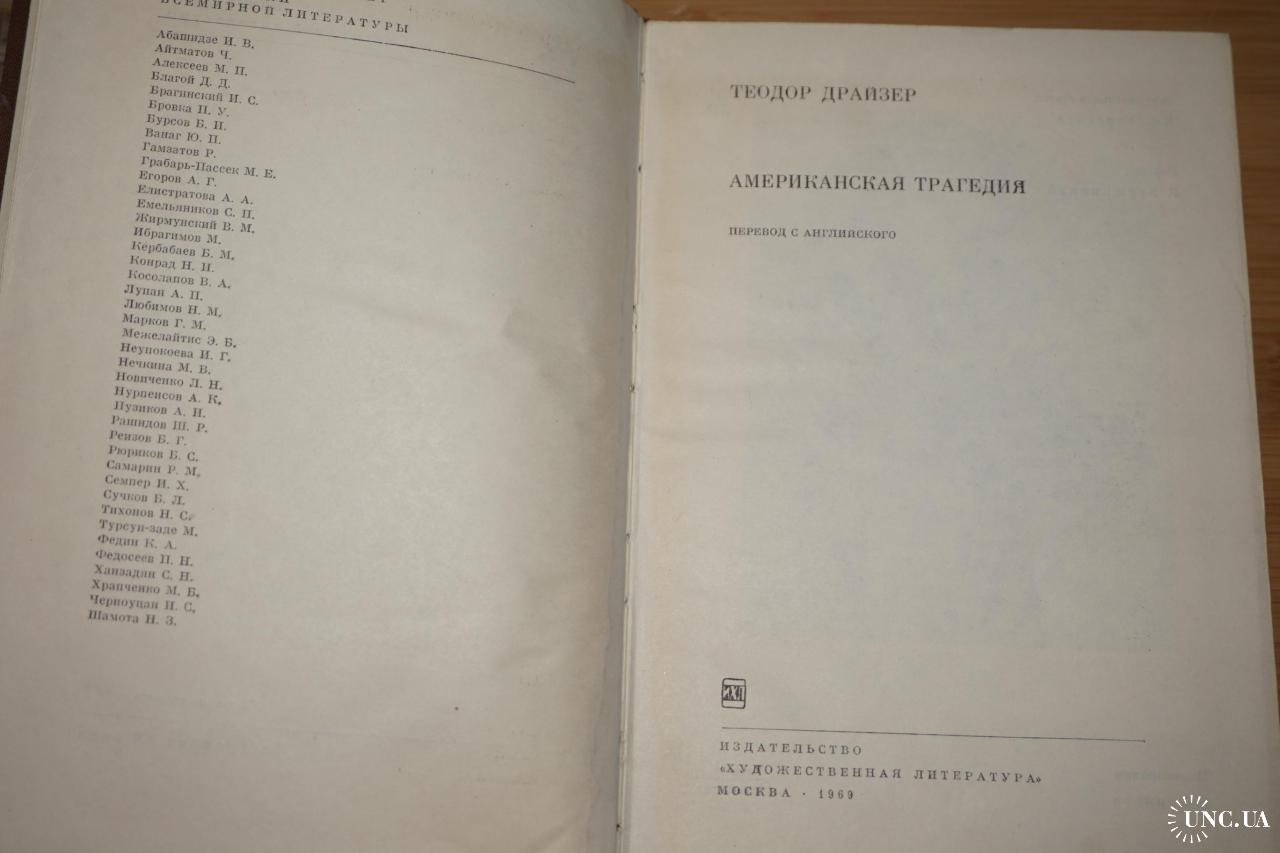 ВСЕМИРНОЙ ЛИТЕРАТУРЫ
Абашидзе И. В.
Айтматов Ч.
Алексеев М. П.
Благой Д. Д.
Брагинский И. С.
Бровка П. У.
Бурсов Б. И.
Ванаг Ю. П.
Гамзатов Р.
Грабарь-Пассек М. Е.
Егоров А. Г.
Елистратова А. А.
Емельяников С. П.
Жирмунский В. М.
Ибрагимов М.
Кербабаев Б. М.
Конрад Н. И.
Косолапов В. А.
Лупан А. П.
Любимов Н. М.
Марков Г. М.
Межелайтис Э. Б.
Неупокоева И. Г.
Нечкина М. В.
Новиченко Л. Н.
Нурпеисов А. К.
Пузиков А. И.
Рашидов Ш. Р.
Реизов Б. Г.
Рюриков Б. С.
Самарин Р. М.
Семпер И. Х.
Сучков Б. Л.
Тихонов Н. С.
Турсун-заде М.
Федин К. А.
Федосеев П. Н.
Ханзадян С. Н.
Храпченко М. Б.
Черноуцан И. С.
Шамота Н. З.
ТЕОДОР ДРАЙЗЕР
АМЕРИКАНСКАЯ ТРАГЕДИЯ
ПЕРЕВОД С АНГЛИЙСКОГО
ИХЛ
ИЗДАТЕЛЬСТВО
«ХУДОЖЕСТВЕННАЯ ЛИТЕРАТУРА»
МОСКВА · 1969
UNC.UA